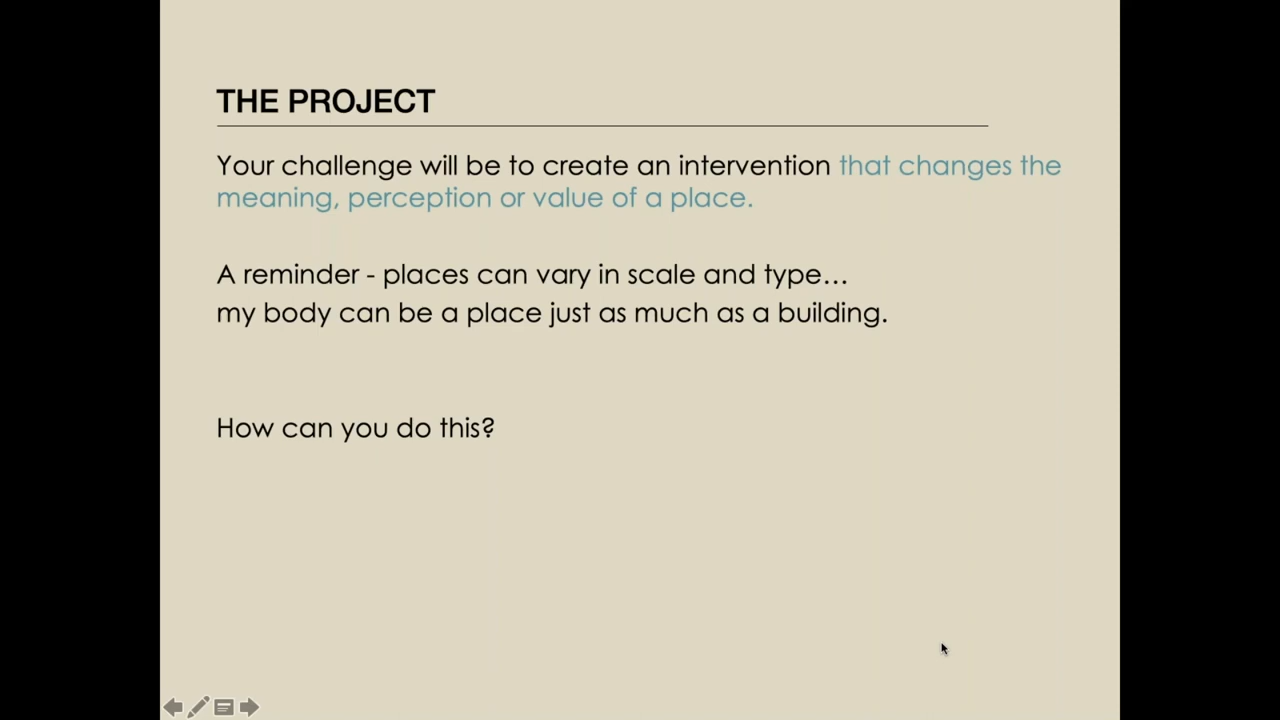 THE PROJECT
Your challenge will be to create an intervention that changes the
meaning, perception or value of a place.
A reminder - places can vary in scale and type…
my body can be a place just as much as a building.
How can you do this?